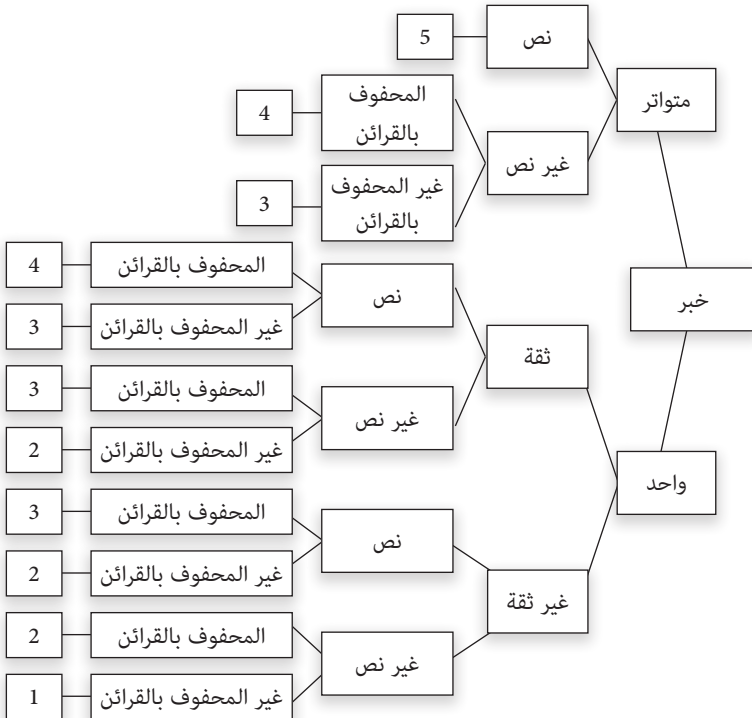 نص
5
متواتر
المحفوف
بالقرائن
4
غير نص
غير المحفوف
بالقرائن
3
خبر
المحفوف بالقرائن
4
نص
غير المحفوف بالقرائن
3
ثقة
المحفوف بالقرائن
3
غير نص
غير المحفوف بالقرائن
2
واحد
المحفوف بالقرائن
3
نص
غير المحفوف بالقرائن
2
غير ثقة
المحفوف بالقرائن
2
غير نص
غير المحفوف بالقرائن
1